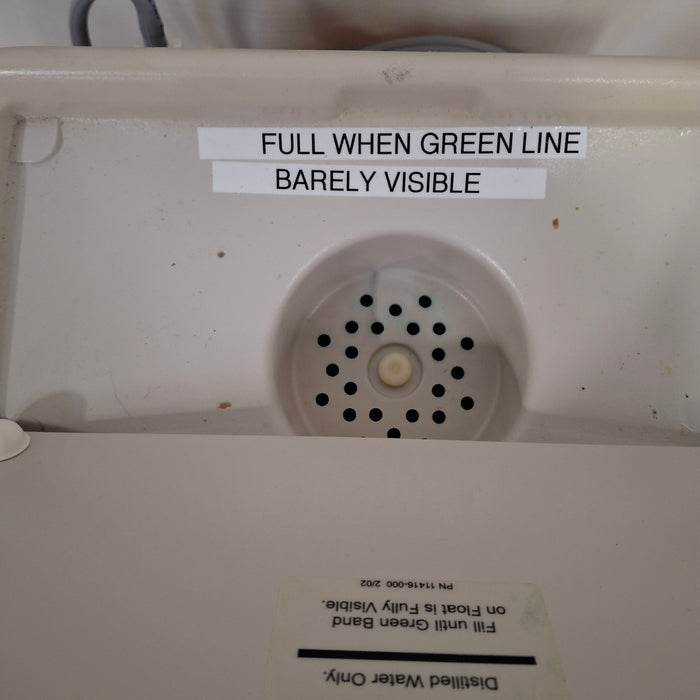 FULL WHEN GREEN LINE
BARELY VISIBLE
Distilled Water Only.
Fill until Green Band
on Float is Fully Visible.
PN 11416-000 2/02